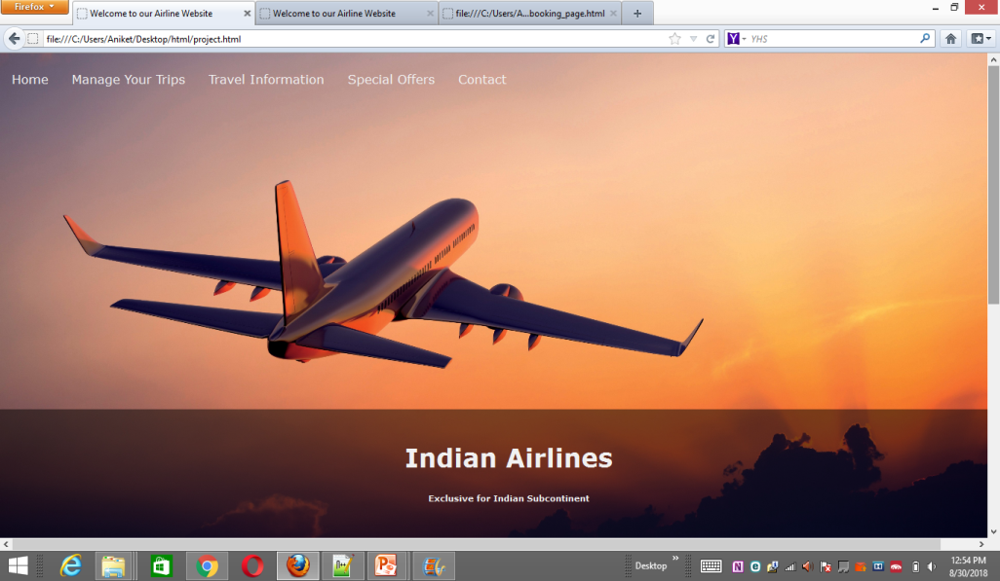 Firefox
Welcome to our Airline Website
Welcome to our Airline Website
file:///C:/Users/A...booking_page.html
file:///C:/Users/Aniket/Desktop/html/project.html
YHS
Home Manage Your Trips Travel Information Special Offers Contact
Indian Airlines
Exclusive for Indian Subcontinent
Desktop
12:54 PM
8/30/2018